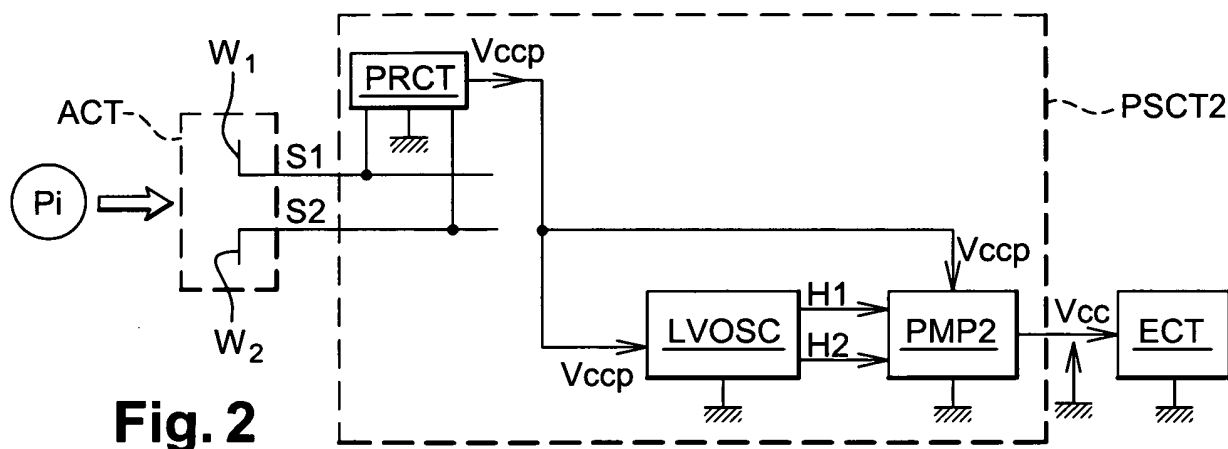 W1
Vccp
PRCT
ACT
PSCT2
S1
Pi
S2
Vccp
H1
Vcc
LVOSC
PMP2
ECT
H2
W2
Vccp
Fig. 2